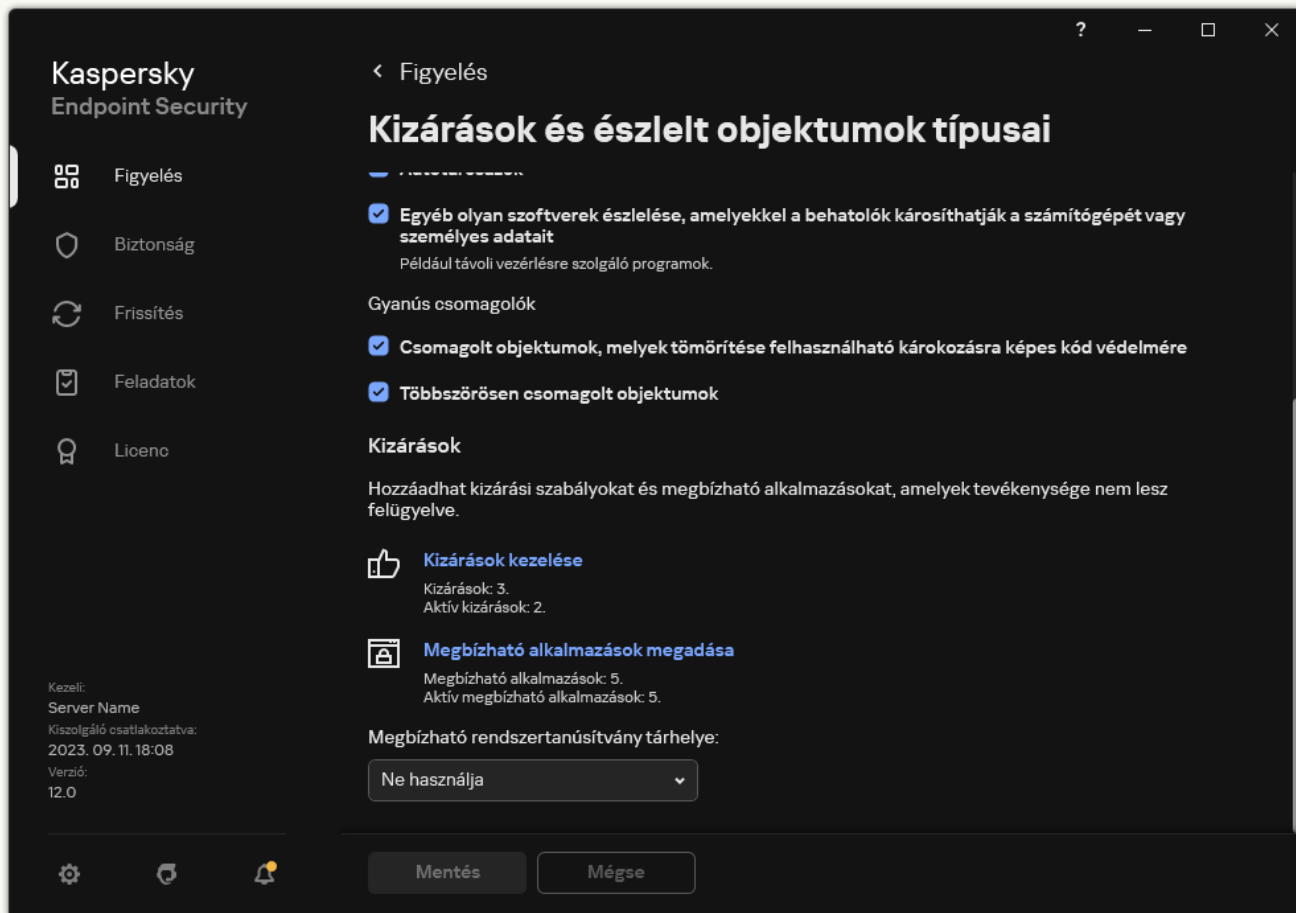 ?
Kaspersky
Endpoint Security
Figyelés
Biztonság
Frissítés
Feladatok
Licenc
Kezeli:
Server Name
Kiszolgáló csatlakoztatva:
2023. 09. 11. 18:08
Verzió:
12.0
Figyelés
Kizárások és észlelt objektumok típusai
Egyéb olyan szoftverek észlelése, amelyekkel a behatolók károsíthatják a számítógépét vagy
személyes adatait
Például távoli vezérlésre szolgáló programok.
Gyanús csomagolók
Csomagolt objektumok, melyek tömörítése felhasználható károkozásra képes kód védelmére
Többszörösen csomagolt objektumok
Kizárások
Hozzáadhat kizárási szabályokat és megbízható alkalmazásokat, amelyek tevékenysége nem lesz
felügyelve.
Kizárások kezelése
Kizárások: 3.
Aktív kizárások: 2.
Megbízható alkalmazások megadása
Megbízható alkalmazások: 5.
Aktív megbízható alkalmazások: 5.
Megbízható rendszertanúsítvány tárhelye:
Ne használja
Mentés
Mégse